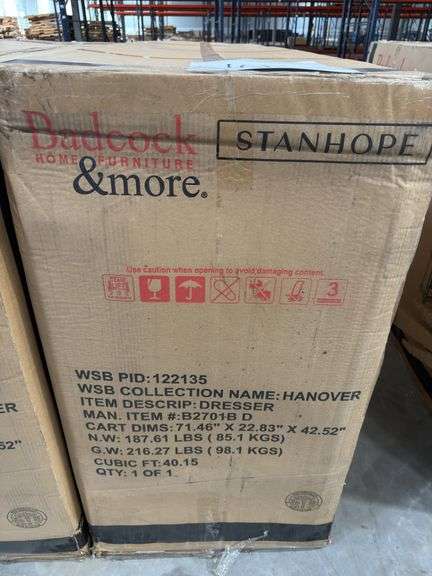 Badcock
HOME FURNITURE
&more®
STANHOPE
Use caution when opening to avoid damaging content.
3
WSB PID:122135
WSB COLLECTION NAME: HANOVER
ITEM DESCRIP: DRESSER
MAN. ITEM #:B2701B D
CART DIMS: 71.46" X 22.83" X 42.52"
N.W: 187.61 LBS ( 85.1 KGS)
G.W: 216.27 LBS ( 98.1 KGS)
CUBIC FT: 40.15
QTY: 1 OF 1
ER
52"